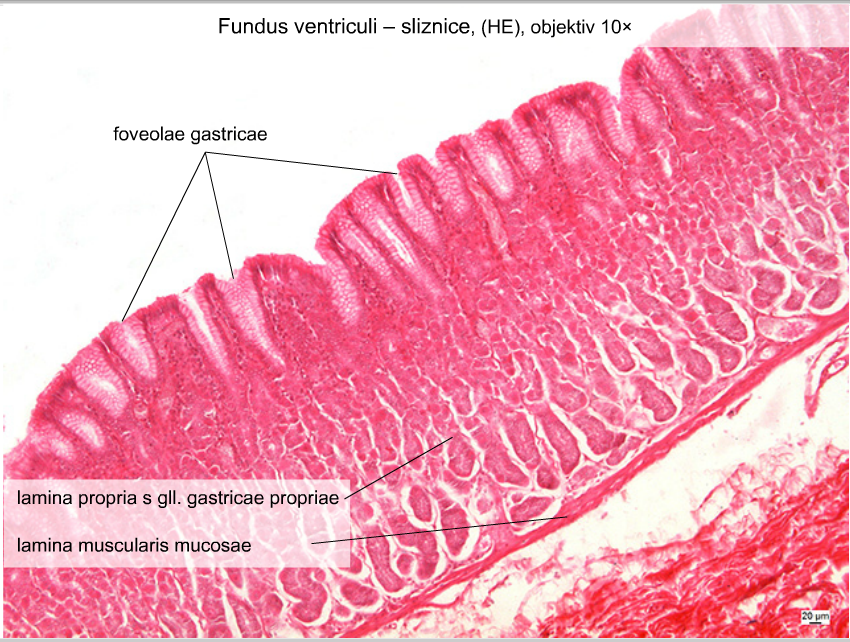 Fundus ventriculi – sliznice, (HE), objektiv 10×
foveolae gastricae
lamina propria s gll. gastricae propriae
lamina muscularis mucosae
20 µm